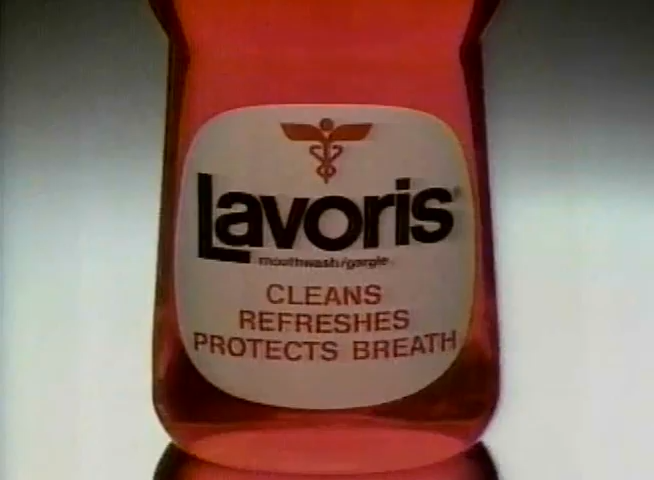 Lavoris®
mouthwash/gargle
CLEANS
REFRESHES
PROTECTS BREATH